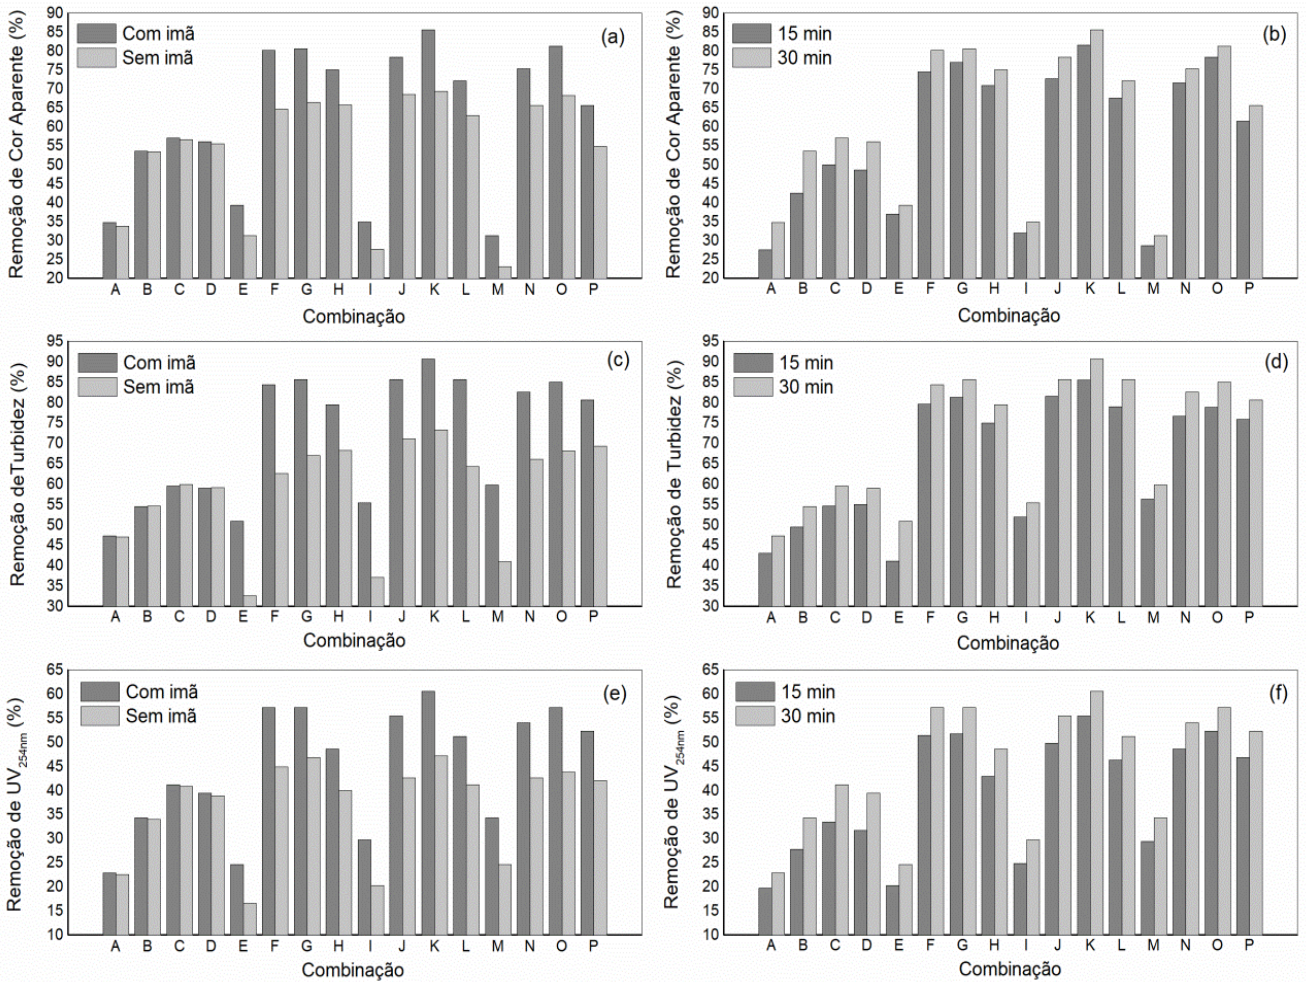 Remoção de Cor Aparente (%)
90
85
80
75
70
65
60
55
50
45
40
35
30
25
20
Com imã
Sem imã
(a)
A B C D E F G H I J K L M N O P
Combinação
Remoção de Cor Aparente (%)
90
85
80
75
70
65
60
55
50
45
40
35
30
25
20
15 min
30 min
(b)
A B C D E F G H I J K L M N O P
Combinação
Remoção deTurbidez (%)
95
90
85
80
75
70
65
60
55
50
45
40
35
30
Com imã
Sem imã
(c)
A B C D E F G H I J K L M N O P
Combinação
Remoção de Turbidez (%)
95
90
85
80
75
70
65
60
55
50
45
40
35
30
15 min
30 min
(d)
A B C D E F G H I J K L M N O P
Combinação
Remoção de UV254nm (%)
65
60
55
50
45
40
35
30
25
20
15
10
Com imã
Sem imã
(e)
A B C D E F G H I J K L M N O P
Combinação
Remoção de UV254nm (%)
65
60
55
50
45
40
35
30
25
20
15
10
15 min
30 min
(f)
A B C D E F G H I J K L M N O P
Combinação